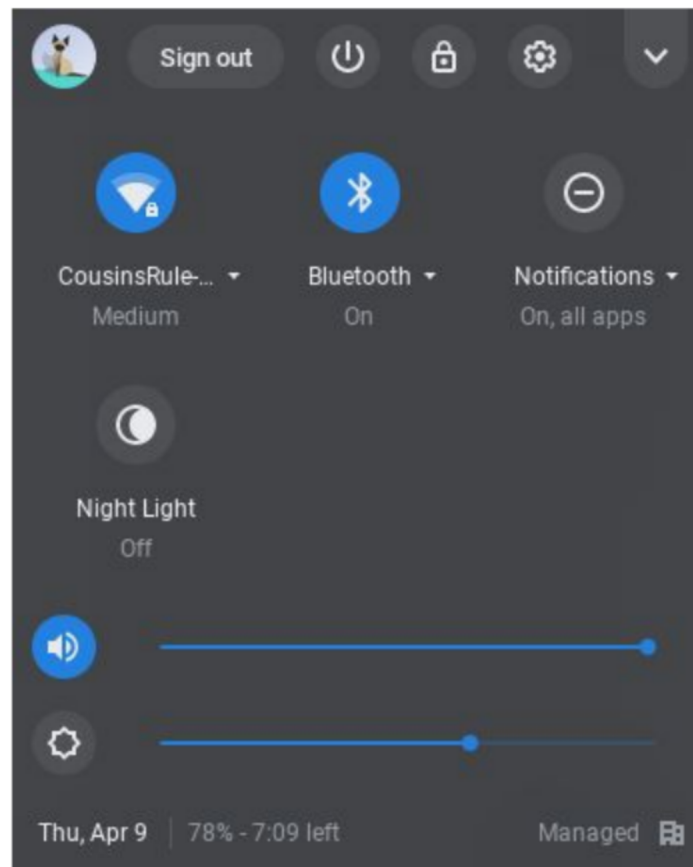 Sign out
CousinsRule-... Bluetooth Notifications
Medium On On, all apps
Night Light
Off
Thu, Apr 9 78% - 7:09 left Managed